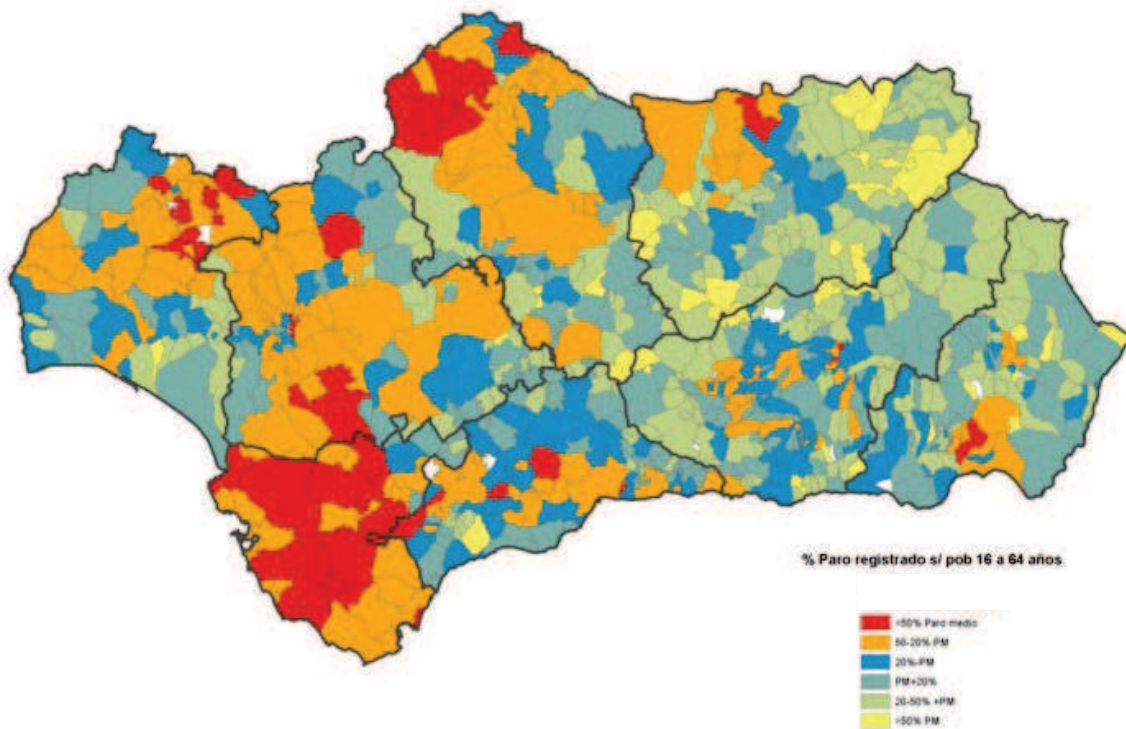 % Paro registrado s/ pob 16 a 64 años
>50% Paro medio
50-20% PM
20%-PM
PM+20%
20-50% +PM
>50% PM